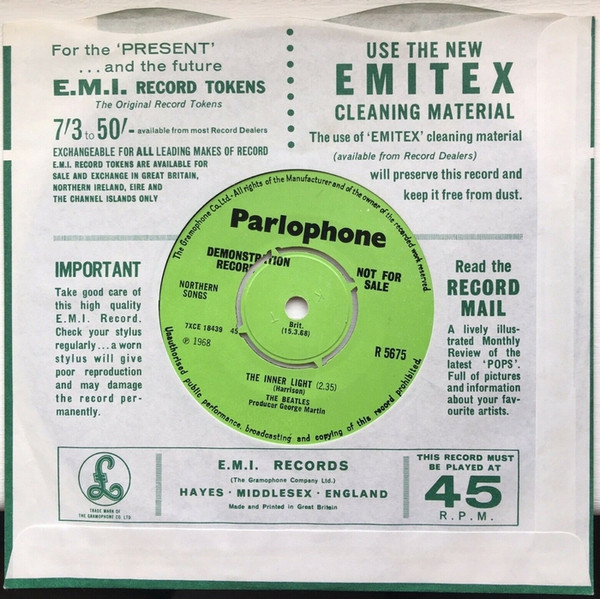 For the 'PRESENT'
...and the future
E.M.I. RECORD TOKENS
The Original Record Tokens
7/3 to 50/- available from most Record Dealers
EXCHANGEABLE FOR ALL LEADING MAKES OF RECORD
E.M.I. RECORD TOKENS ARE AVAILABLE FOR
SALE AND EXCHANGE IN GREAT BRITAIN,
NORTHERN IRELAND, EIRE AND
THE CHANNEL ISLANDS ONLY
USE THE NEW
EMITEX
CLEANING MATERIAL
The use of 'EMITEX' cleaning material
(available from Record Dealers)
will preserve this record and
keep it free from dust.
IMPORTANT
Take good care of
this high quality
E.M.I. Record.
Check your stylus
regularly...a worn
stylus will give
poor reproduction
and may damage
the record per-
manently.
The Gramophone Co. Ltd. - All rights of the Manufacturer and of the owner of the recorded work reserved.
Parlophone
DEMONSTRATION
RECORD
NOT FOR
SALE
NORTHERN
SONGS
7XCE 18439 45
℗ 1968
Brit.
(15.3.68)
R 5675
THE INNER LIGHT (2.35)
(Harrison)
THE BEATLES
Producer George Martin
Unauthorised public performance, broadcasting and copying of this record prohibited.
Read the
RECORD
MAIL
A lively illus-
trated Monthly
Review of the
latest 'POPS'.
Full of pictures
and information
about your fav-
ourite artists.
£
TRADE MARK OF
THE GRAMOPHONE CO. LTD.
E.M.I. RECORDS
(The Gramophone Company Ltd.)
HAYES · MIDDLESEX · ENGLAND
Made and Printed in Great Britain
THIS RECORD MUST
BE PLAYED AT
45
R.P.M.